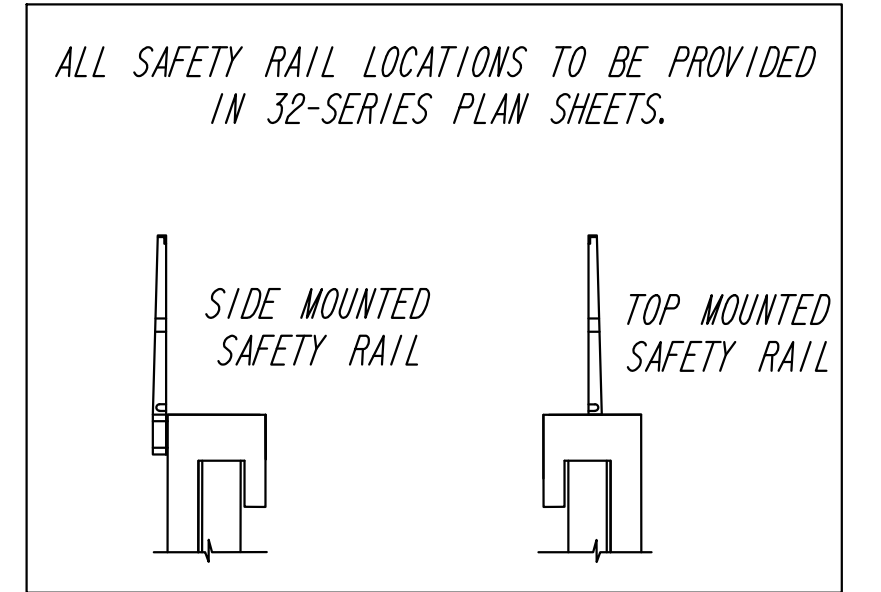 ALL SAFETY RAIL LOCATIONS TO BE PROVIDED
IN 32-SERIES PLAN SHEETS.
SIDE MOUNTED
SAFETY RAIL
TOP MOUNTED
SAFETY RAIL